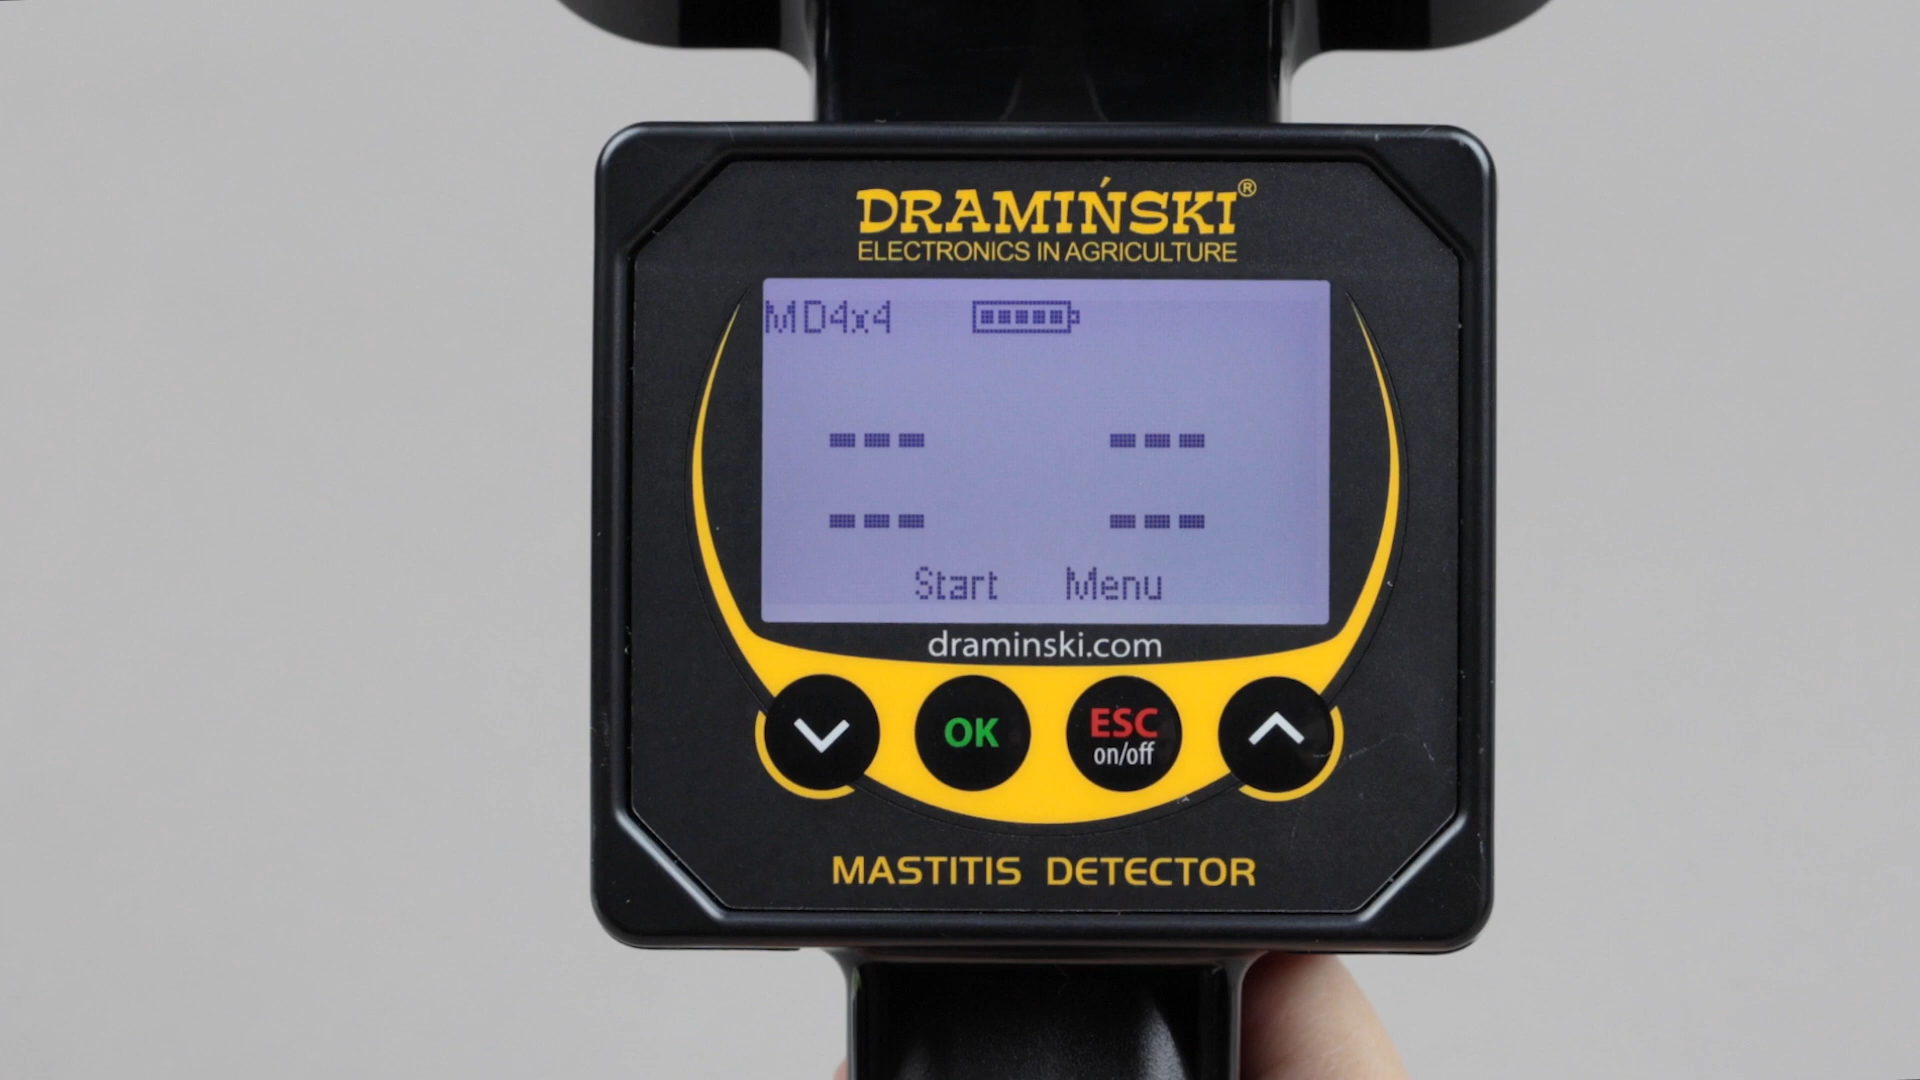 DRAMIŃSKI®
ELECTRONICS IN AGRICULTURE
MD4x4
--- ---
--- ---
Start Menu
draminski.com
OK ESC
on/off
MASTITIS DETECTOR